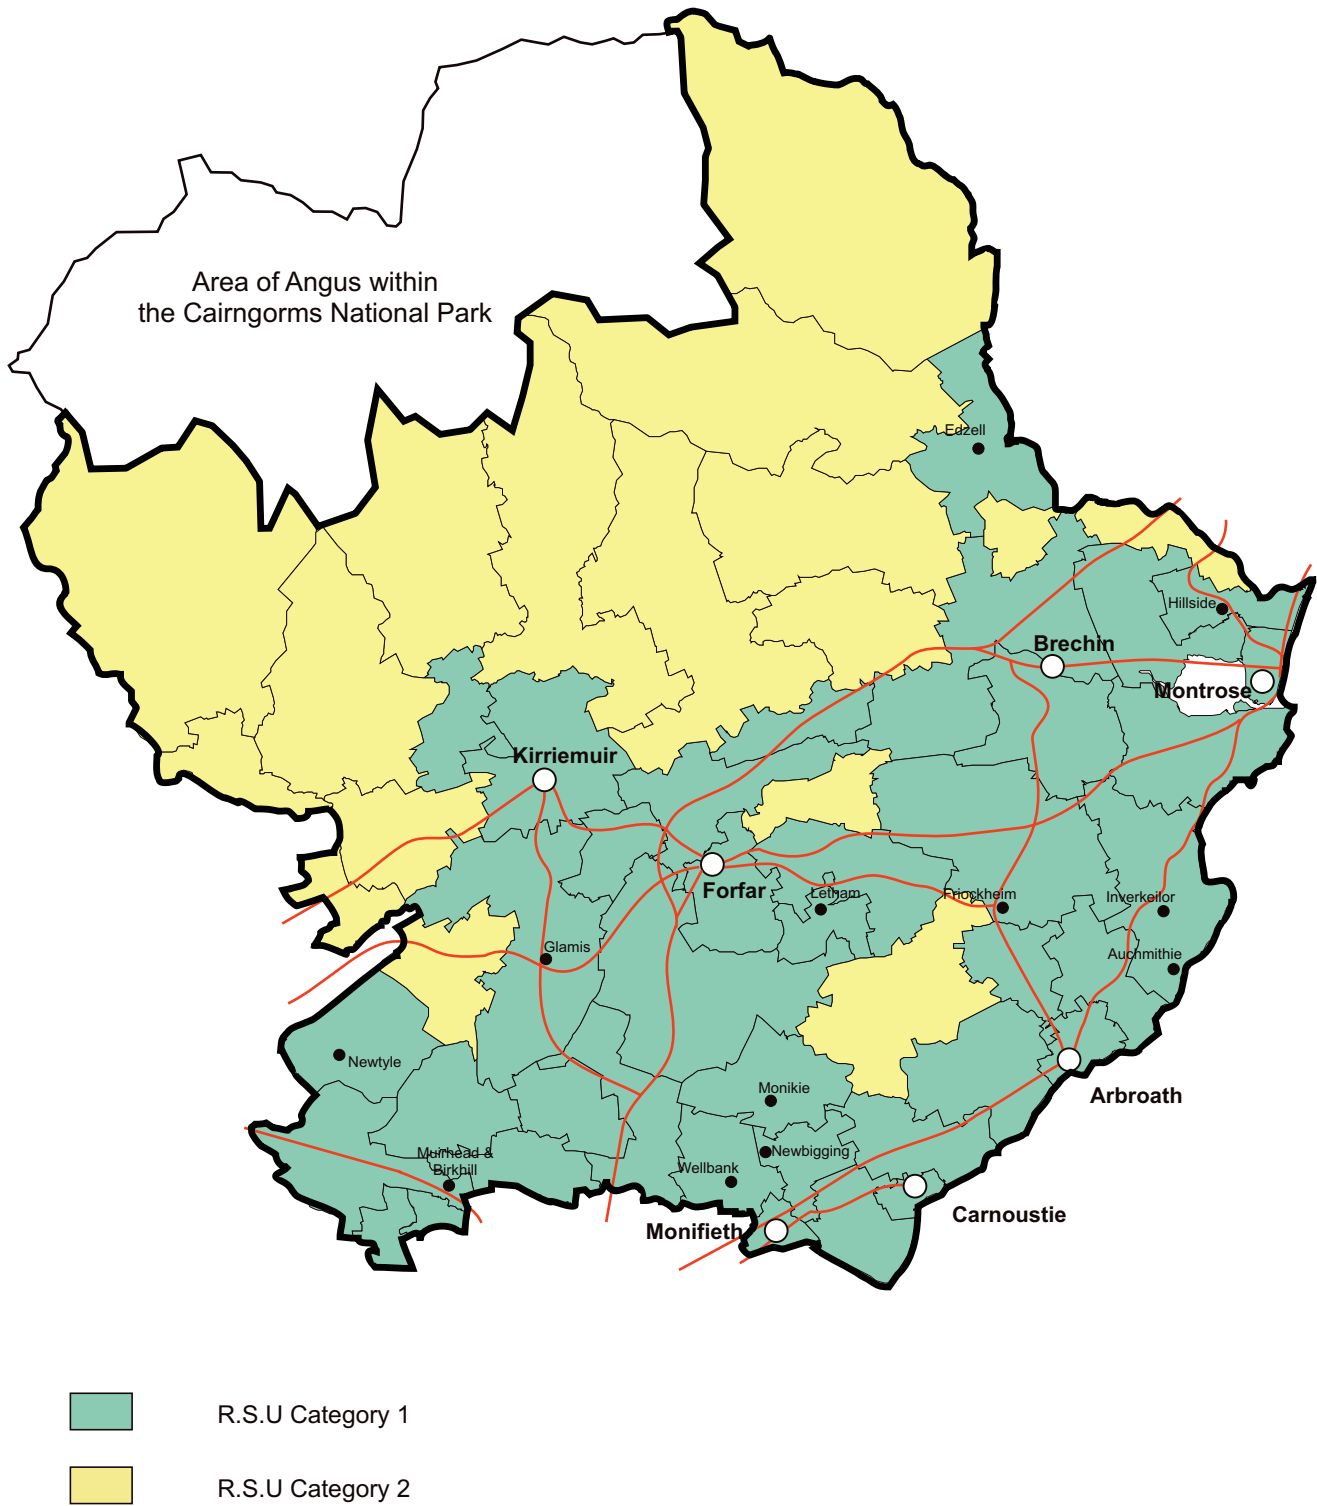 Area of Angus within
the Cairngorms National Park
Edzell
Hillside
Brechin
Montrose
Kirriemuir
Forfar
Letham
Friockheim
Inverkeilor
Glamis
Auchmithie
Newtyle
Monikie
Arbroath
Muirhead &
Birkhill
Newbigging
Wellbank
Carnoustie
Monifieth
R.S.U Category 1
R.S.U Category 2